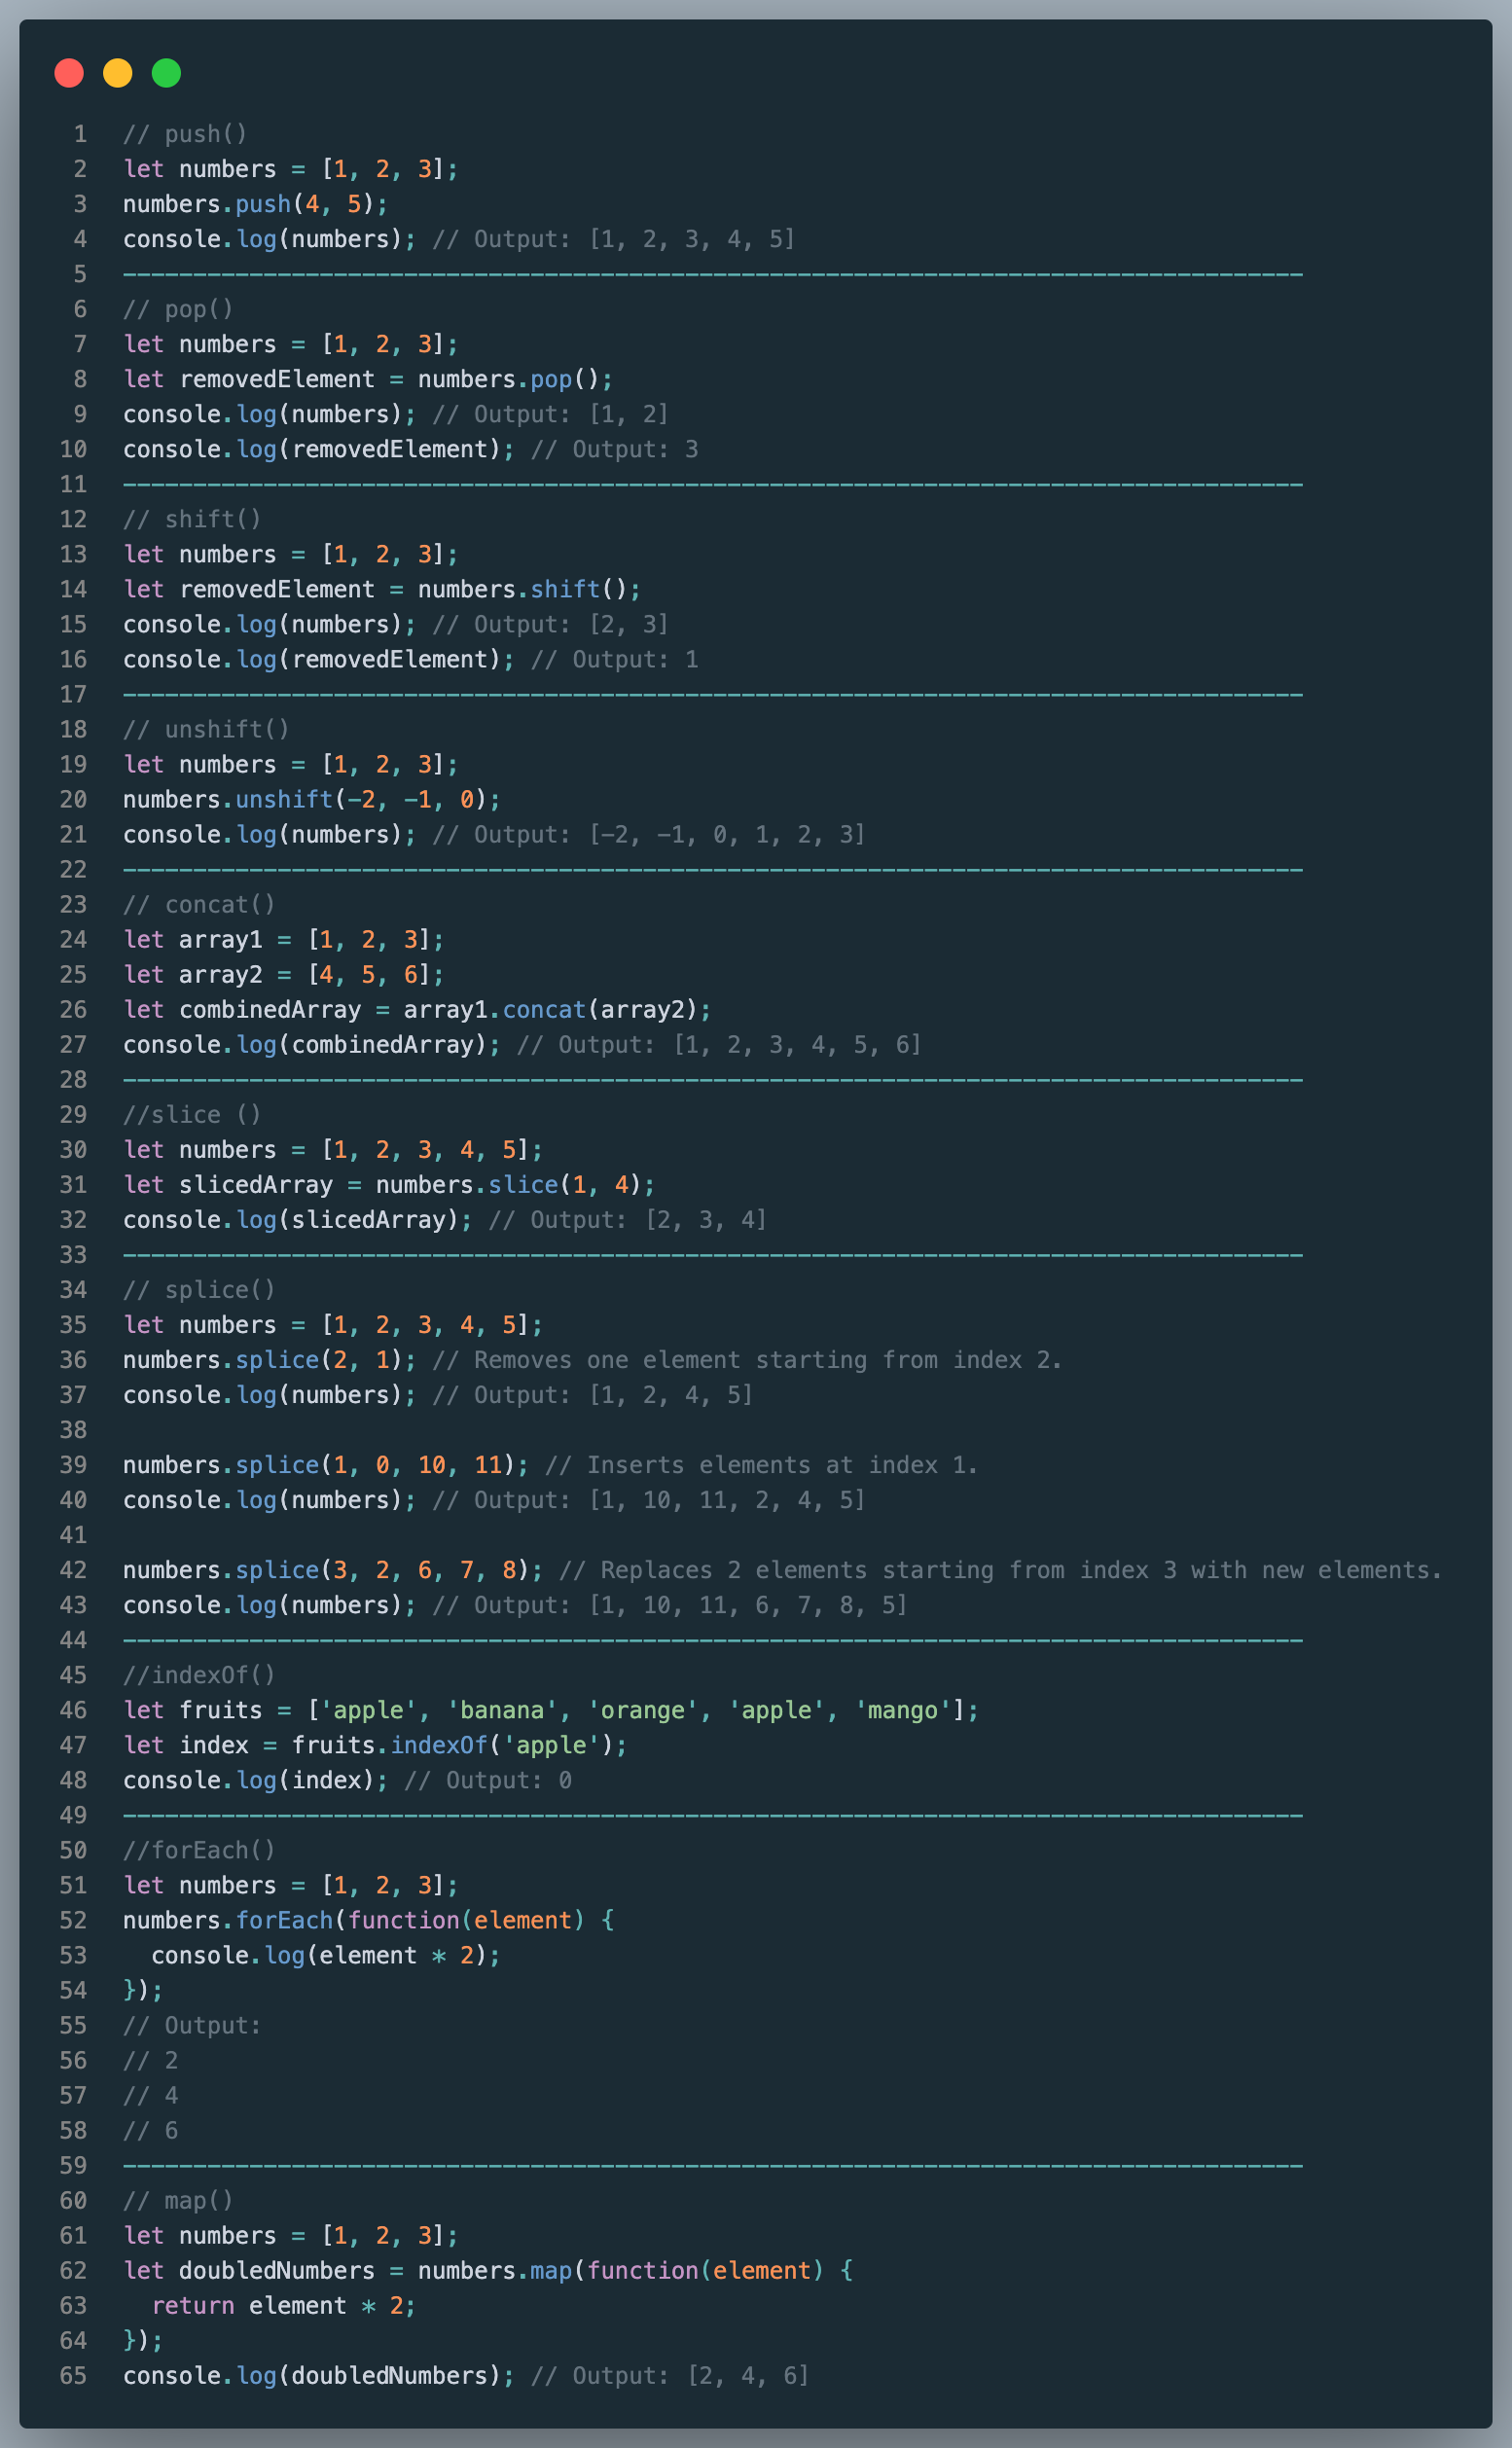 1 // push()
2 let numbers = [1, 2, 3];
3 numbers.push(4, 5);
4 console.log(numbers); // Output: [1, 2, 3, 4, 5]
5 ------------------------------------------------------------------------------------
6 // pop()
7 let numbers = [1, 2, 3];
8 let removedElement = numbers.pop();
9 console.log(numbers); // Output: [1, 2]
10 console.log(removedElement); // Output: 3
11 ------------------------------------------------------------------------------------
12 // shift()
13 let numbers = [1, 2, 3];
14 let removedElement = numbers.shift();
15 console.log(numbers); // Output: [2, 3]
16 console.log(removedElement); // Output: 1
17 ------------------------------------------------------------------------------------
18 // unshift()
19 let numbers = [1, 2, 3];
20 numbers.unshift(-2, -1, 0);
21 console.log(numbers); // Output: [-2, -1, 0, 1, 2, 3]
22 ------------------------------------------------------------------------------------
23 // concat()
24 let array1 = [1, 2, 3];
25 let array2 = [4, 5, 6];
26 let combinedArray = array1.concat(array2);
27 console.log(combinedArray); // Output: [1, 2, 3, 4, 5, 6]
28 ------------------------------------------------------------------------------------
29 //slice ()
30 let numbers = [1, 2, 3, 4, 5];
31 let slicedArray = numbers.slice(1, 4);
32 console.log(slicedArray); // Output: [2, 3, 4]
33 ------------------------------------------------------------------------------------
34 // splice()
35 let numbers = [1, 2, 3, 4, 5];
36 numbers.splice(2, 1); // Removes one element starting from index 2.
37 console.log(numbers); // Output: [1, 2, 4, 5]
38
39 numbers.splice(1, 0, 10, 11); // Inserts elements at index 1.
40 console.log(numbers); // Output: [1, 10, 11, 2, 4, 5]
41
42 numbers.splice(3, 2, 6, 7, 8); // Replaces 2 elements starting from index 3 with new elements.
43 console.log(numbers); // Output: [1, 10, 11, 6, 7, 8, 5]
44 ------------------------------------------------------------------------------------
45 //indexOf()
46 let fruits = ['apple', 'banana', 'orange', 'apple', 'mango'];
47 let index = fruits.indexOf('apple');
48 console.log(index); // Output: 0
49 ------------------------------------------------------------------------------------
50 //forEach()
51 let numbers = [1, 2, 3];
52 numbers.forEach(function(element) {
53   console.log(element * 2);
54 });
55 // Output:
56 // 2
57 // 4
58 // 6
59 ------------------------------------------------------------------------------------
60 // map()
61 let numbers = [1, 2, 3];
62 let doubledNumbers = numbers.map(function(element) {
63   return element * 2;
64 });
65 console.log(doubledNumbers); // Output: [2, 4, 6]